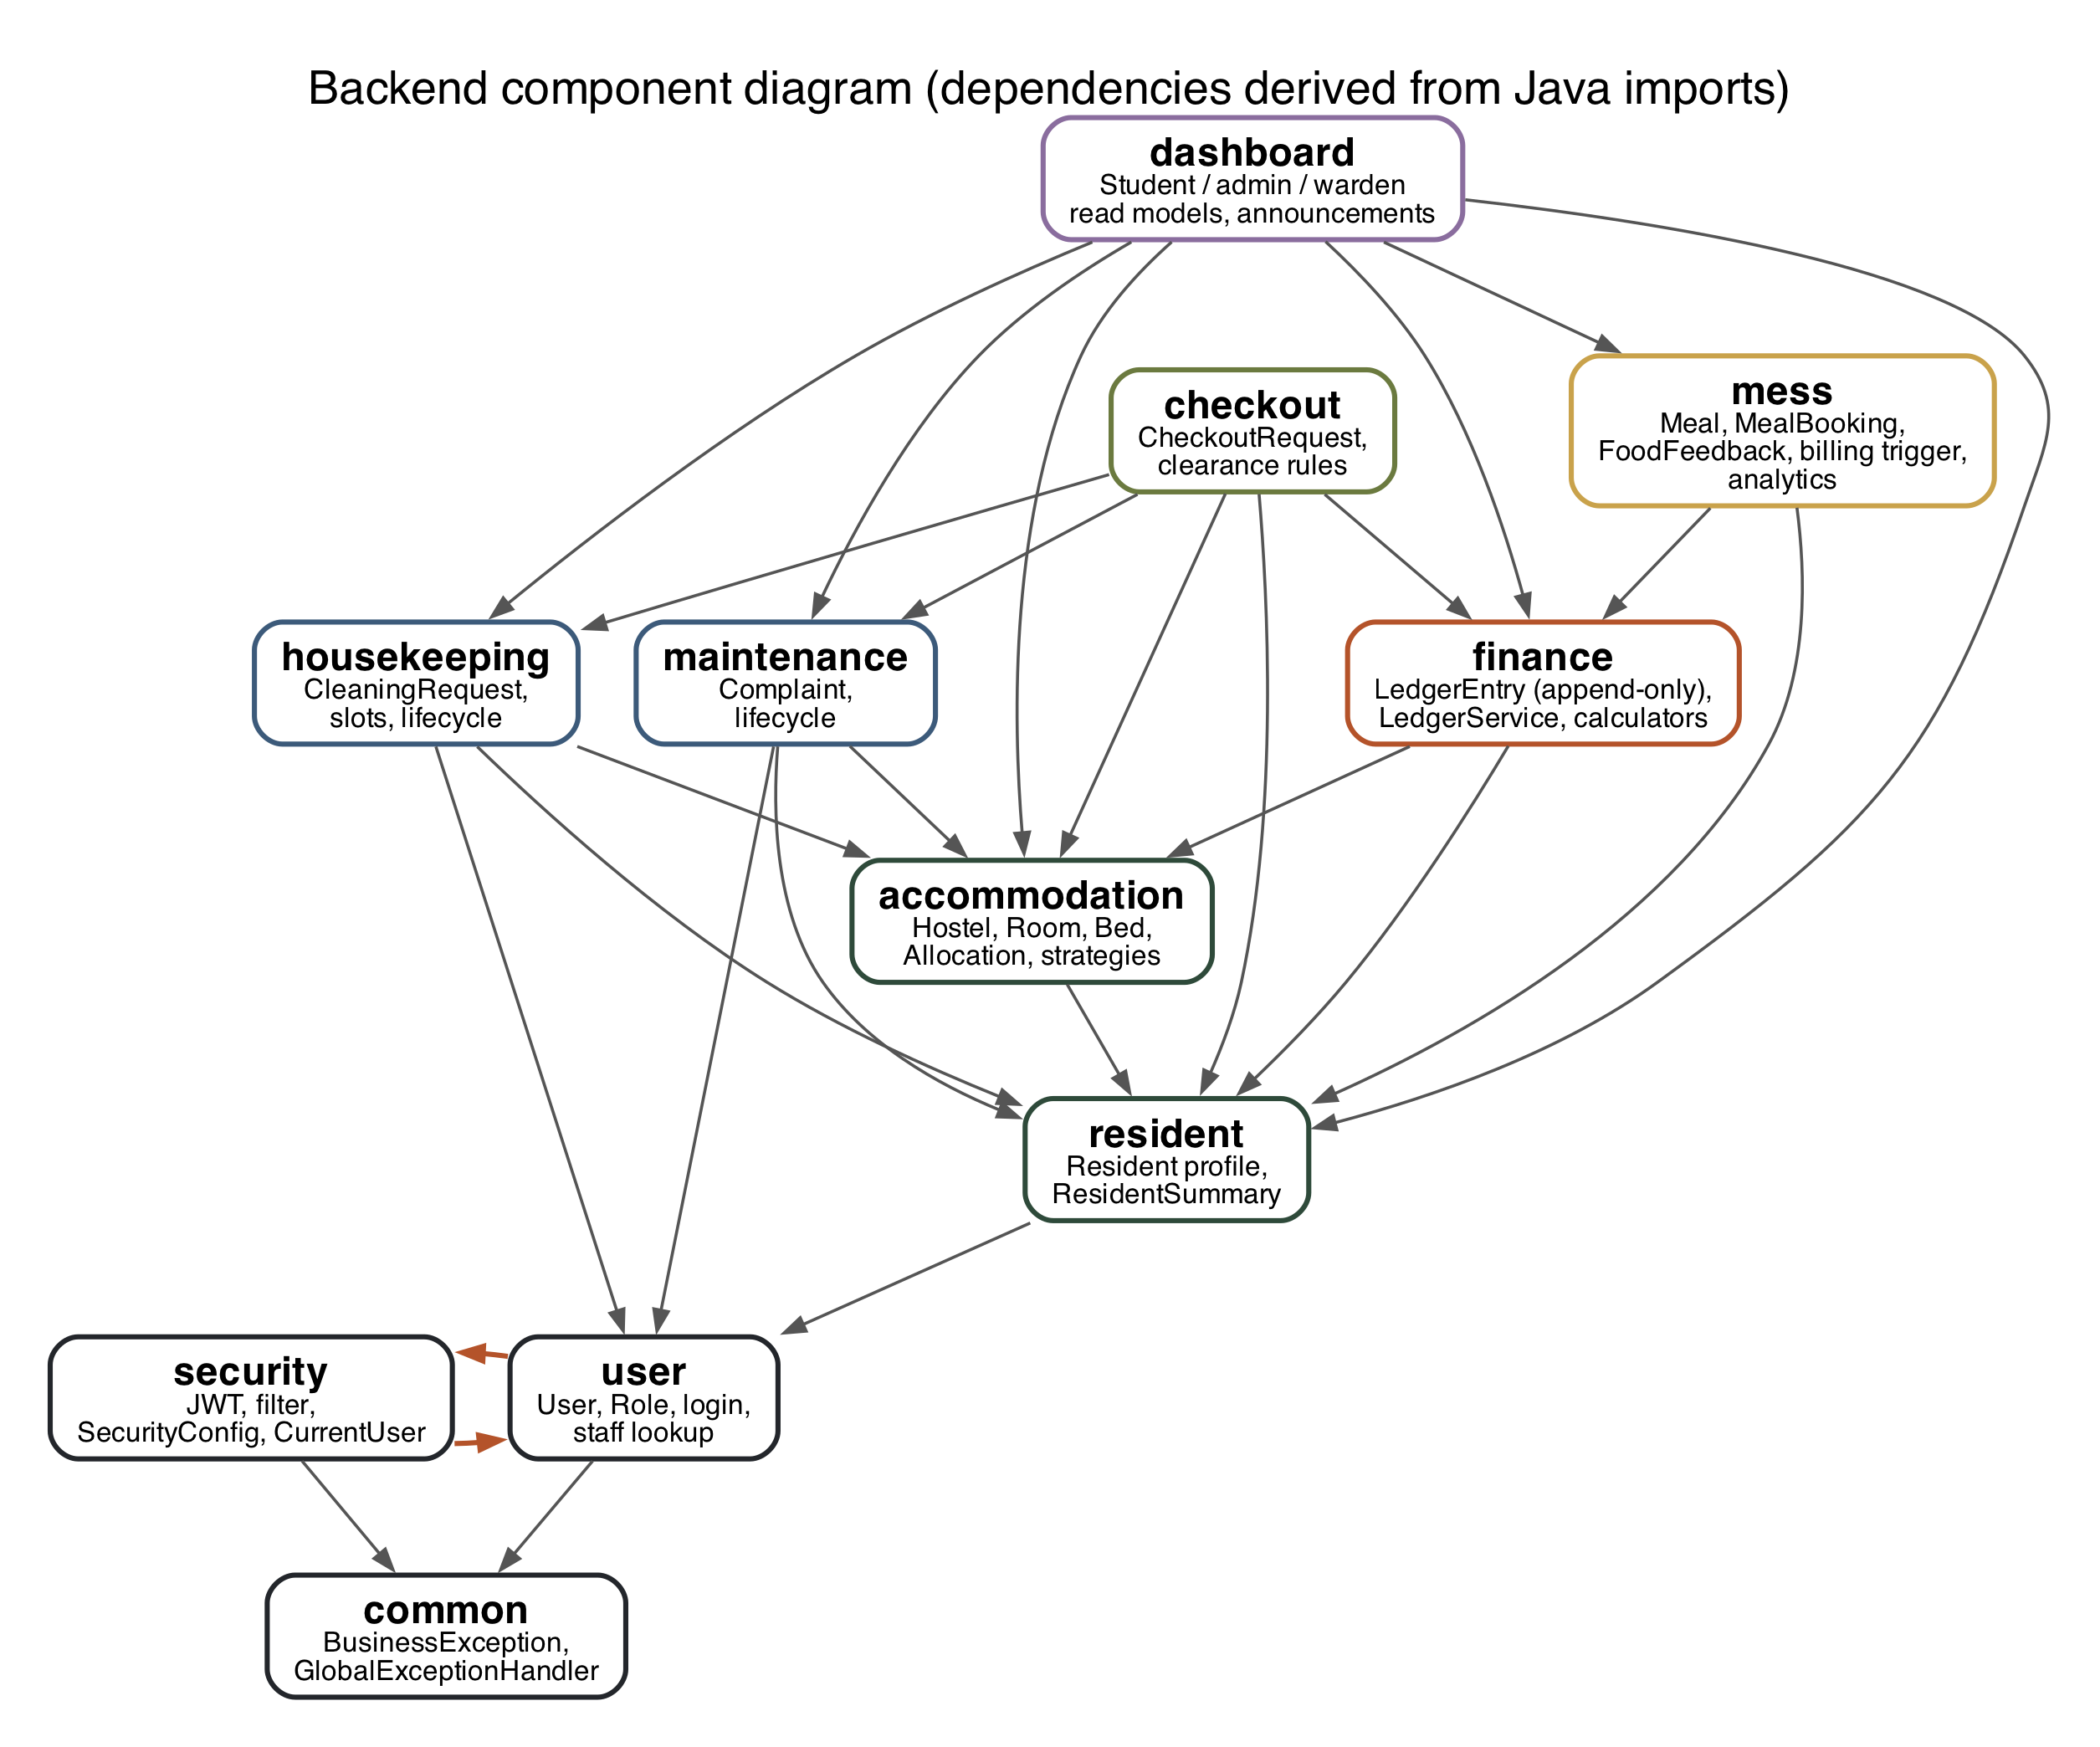 Backend component diagram (dependencies derived from Java imports)
dashboard
Student / admin / warden
read models, announcements
checkout
CheckoutRequest,
clearance rules
mess
Meal, MealBooking,
FoodFeedback, billing trigger,
analytics
housekeeping
CleaningRequest,
slots, lifecycle
maintenance
Complaint,
lifecycle
finance
LedgerEntry (append-only),
LedgerService, calculators
accommodation
Hostel, Room, Bed,
Allocation, strategies
resident
Resident profile,
ResidentSummary
security
JWT, filter,
SecurityConfig, CurrentUser
user
User, Role, login,
staff lookup
common
BusinessException,
GlobalExceptionHandler